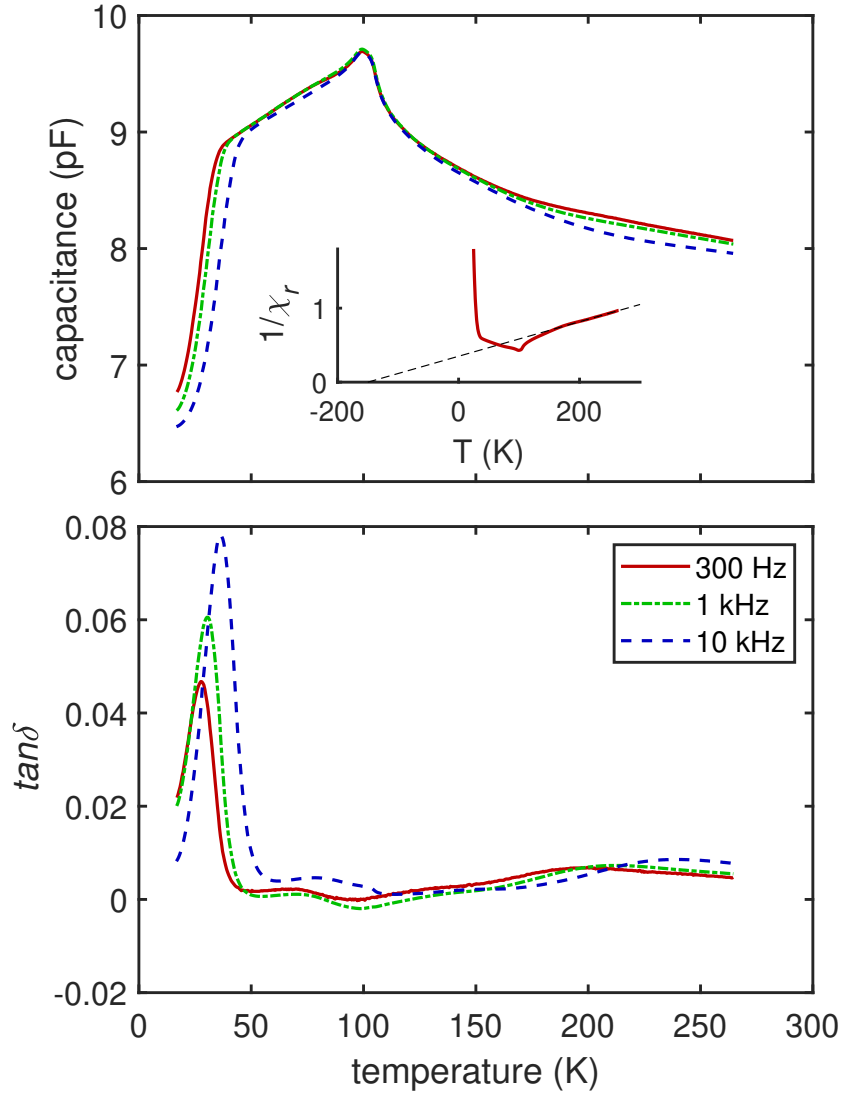 10
9
8
7
6
capacitance (pF)
1/χr
1
0
-200
0
200
T (K)
0.08
0.06
0.04
0.02
0
-0.02
tanδ
300 Hz
1 kHz
10 kHz
0
50
100
150
200
250
300
temperature (K)